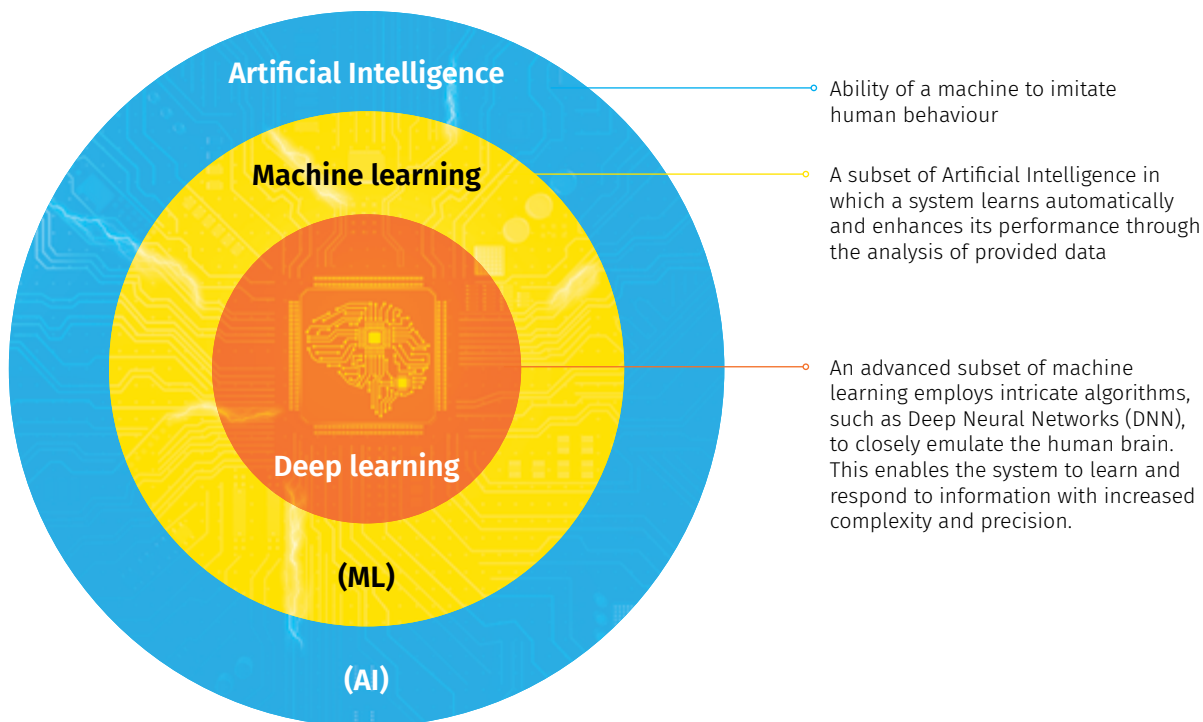 Artificial Intelligence
Machine learning
Deep learning
(ML)
(AI)
Ability of a machine to imitate
human behaviour
A subset of Artificial Intelligence in
which a system learns automatically
and enhances its performance through
the analysis of provided data
An advanced subset of machine
learning employs intricate algorithms,
such as Deep Neural Networks (DNN),
to closely emulate the human brain.
This enables the system to learn and
respond to information with increased
complexity and precision.